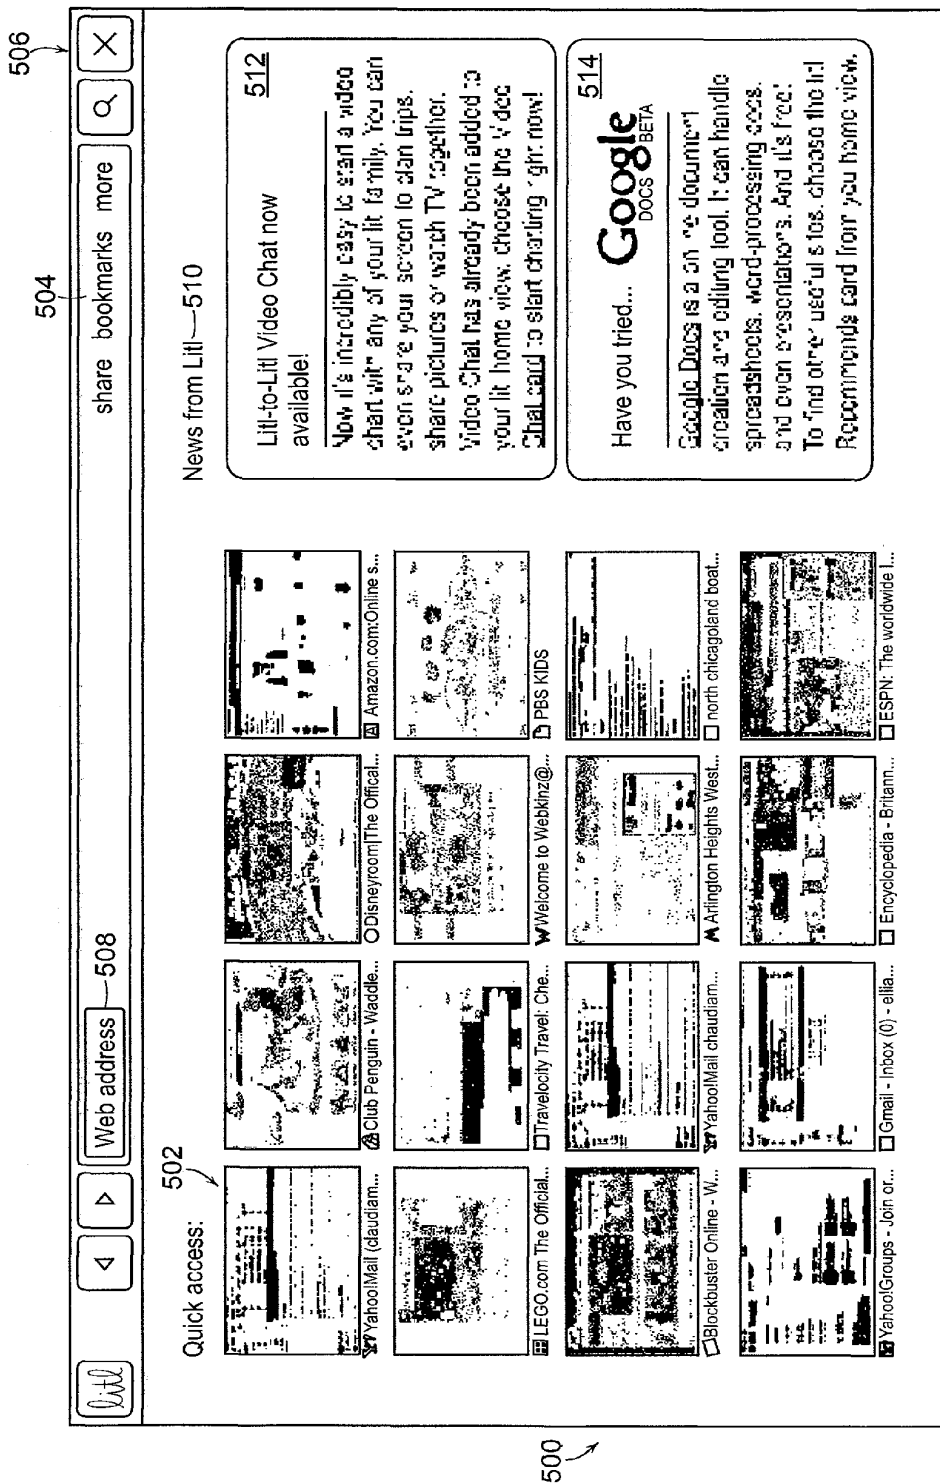 506
504
litl
Web address
508
share bookmarks more
502
Quick access:
News from Litl
510
Yahoo!Mail (claudiam...
Club Penguin - Waddle...
Disneyroom|The Offical...
Amazon.com:Online s...
LEGO.com The Official...
Travelocity Travel: Che...
Welcome to Webkinz@...
PBS KIDS
Blockbuster Online - W...
Yahoo!Mail chaudiam...
Arlington Heights West...
north chicagoland boat...
Yahoo!Groups - Join or...
Gmail - Inbox (0) - ellia...
Encyclopedia - Britann...
ESPN: The worldwide l...
512
Litl-to-Litl Video Chat now
available!
Now it's incredibly easy to start a video
chat with any of your litl family. You can
even share your screen to plan trips,
share pictures or watch TV together.
Video Chat has already been added to
your litl home view, choose the Video
Chat card to start chatting right now!
514
Have you tried...
Google
DOCS BETA
Google Docs is a on-line document
creation and editing tool. It can handle
spreadsheets, word-processing docs,
and even presentations. And it's free!
To find other useful sites, choose the litl
Recommends card from you home view.
500